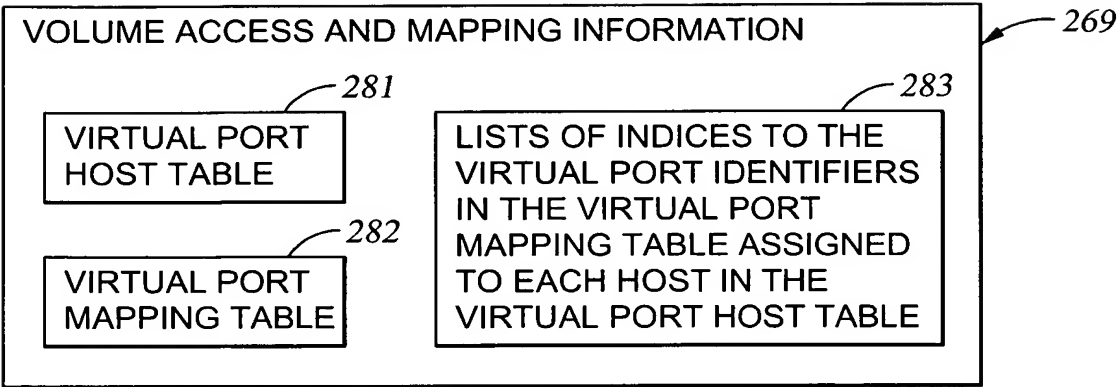 VOLUME ACCESS AND MAPPING INFORMATION
269
281
VIRTUAL PORT
HOST TABLE
282
VIRTUAL PORT
MAPPING TABLE
283
LISTS OF INDICES TO THE
VIRTUAL PORT IDENTIFIERS
IN THE VIRTUAL PORT
MAPPING TABLE ASSIGNED
TO EACH HOST IN THE
VIRTUAL PORT HOST TABLE